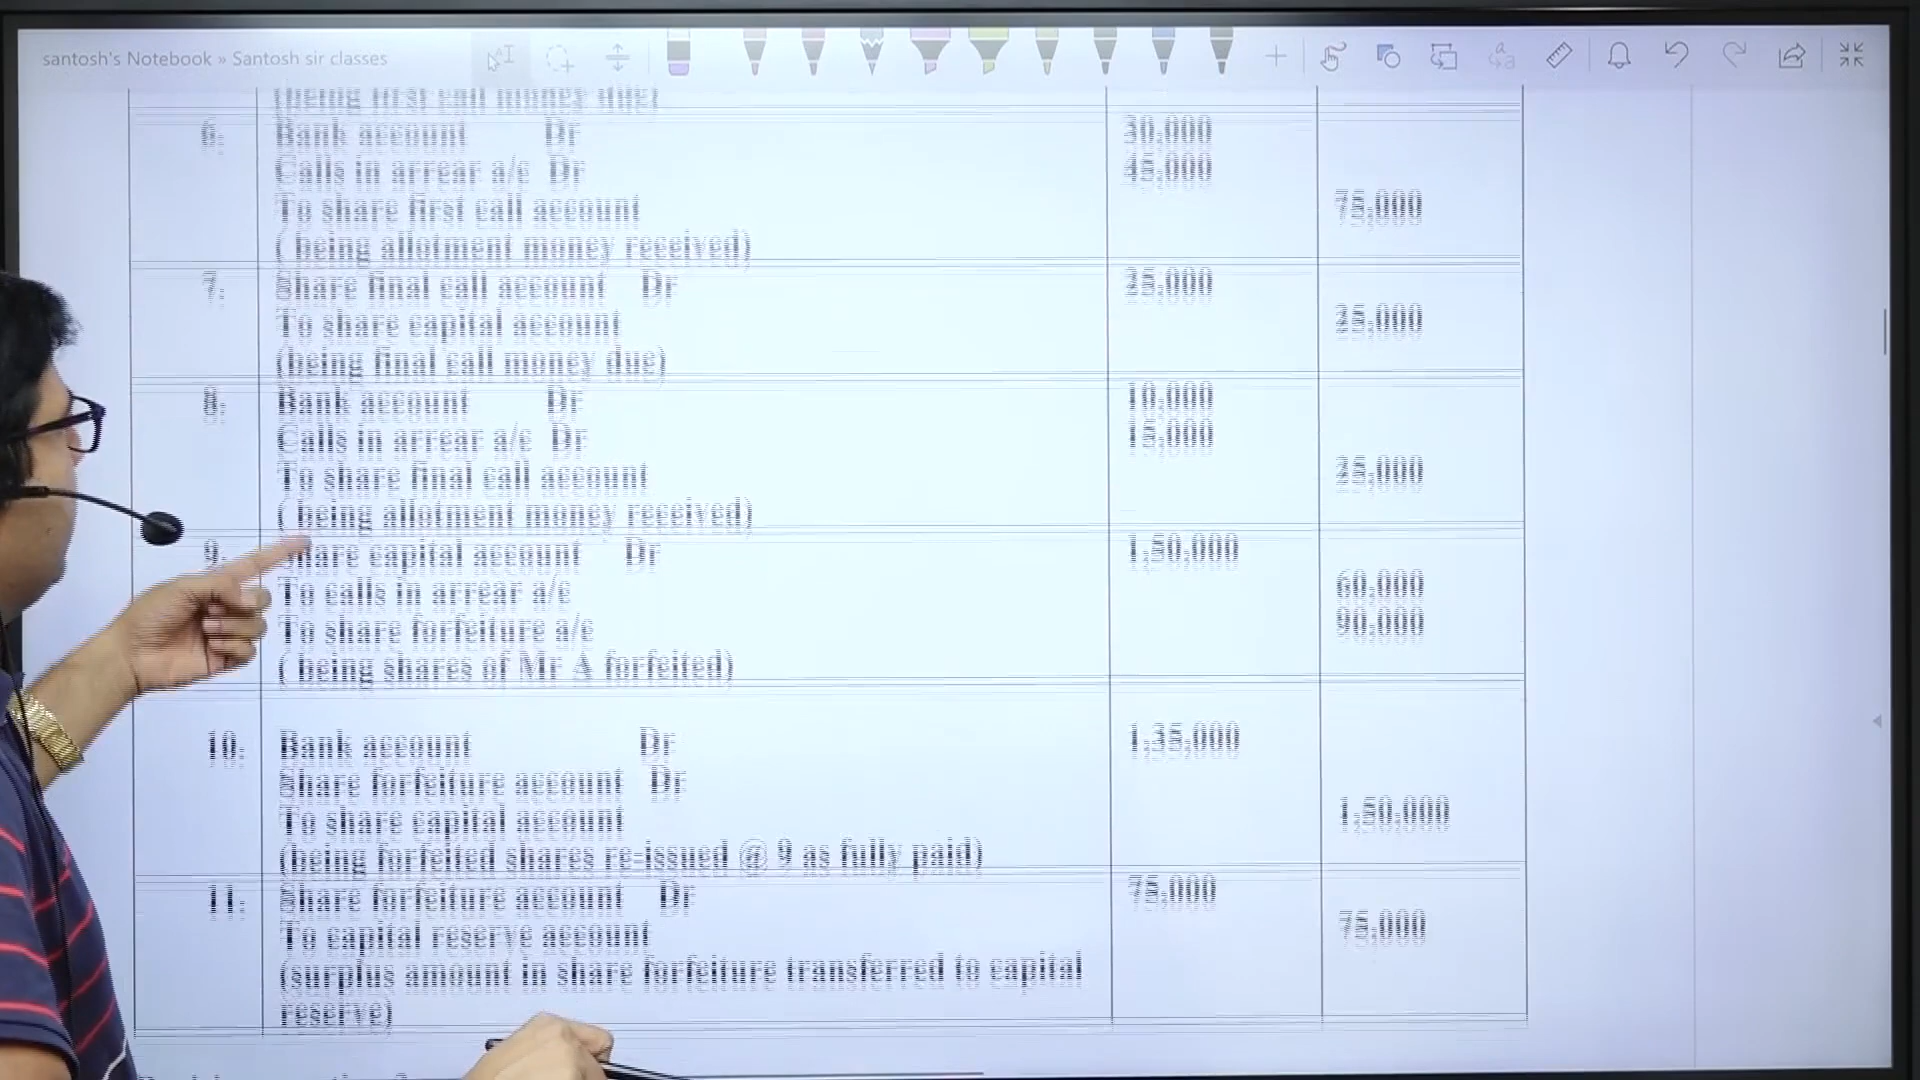 santosh's Notebook » Santosh sir classes
(being first call money due)
6. Bank account Dr 30,000
Calls in arrear a/c Dr 45,000
To share first call account 75,000
( being allotment money received)
7. Share final call account Dr 25,000
To share capital account 25,000
(being final call money due)
8. Bank account Dr 10,000
Calls in arrear a/c Dr 15,000
To share final call account 25,000
( being allotment money received)
9. Share capital account Dr 1,50,000
To calls in arrear a/c 60,000
To share forfeiture a/c 90,000
( being shares of Mr A forfeited)
10. Bank account Dr 1,35,000
Share forfeiture account Dr
To share capital account 1,50,000
(being forfeited shares re-issued @ 9 as fully paid)
11. Share forfeiture account Dr 75,000
To capital reserve account 75,000
(surplus amount in share forfeiture transferred to capital
reserve)